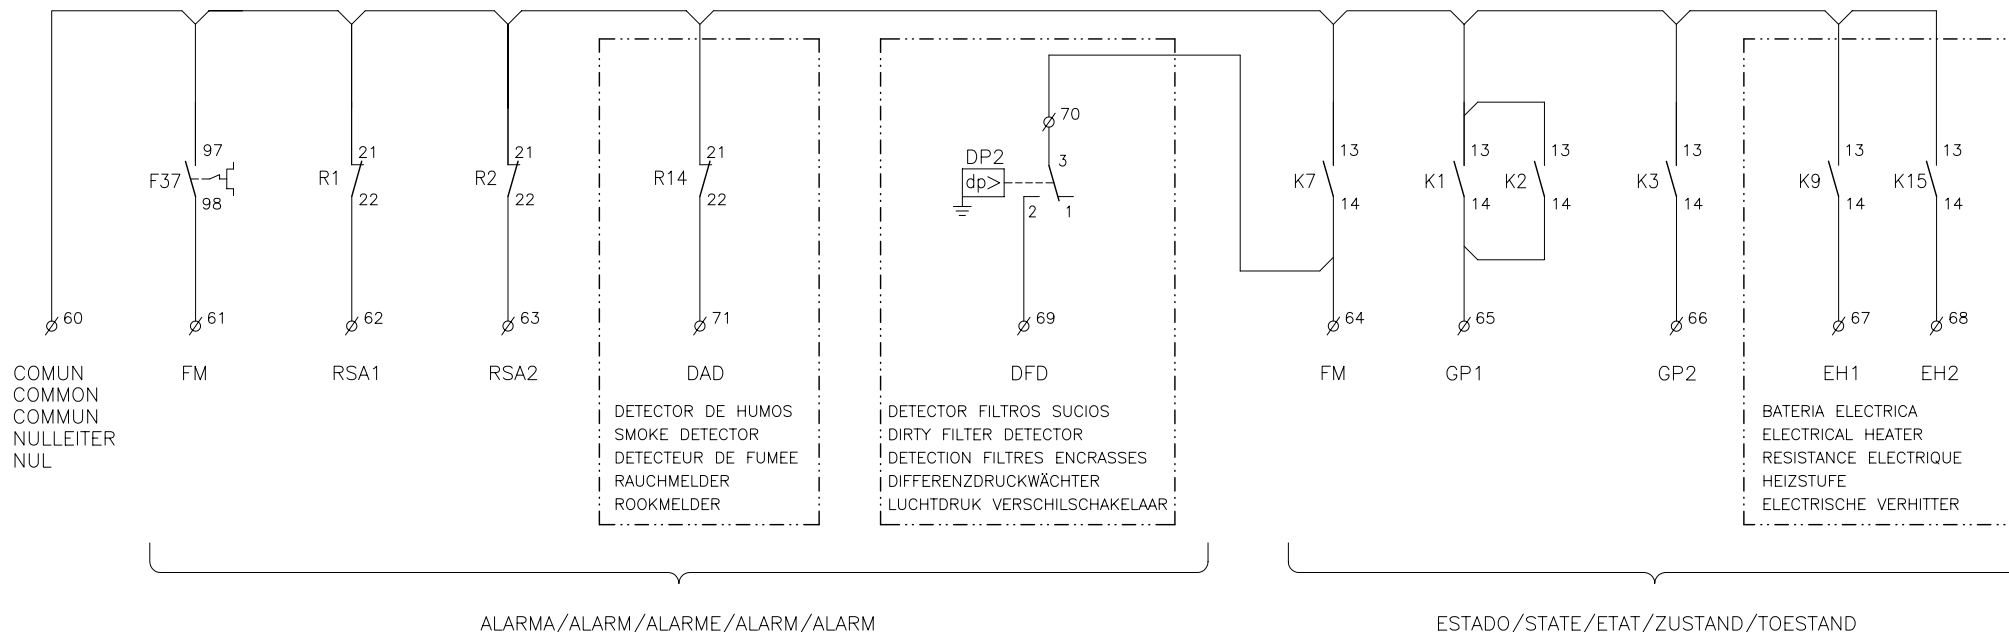 70
97 21 21 21 DP2 3 13 13 13 13 13 13
F37 R1 R2 R14 dp> K7 K1 K2 K3 K9 K15
98 22 22 22 2 1 14 14 14 14 14 14
60 61 62 63 71 69 64 65 66 67 68
FM RSA1 RSA2 DAD DFD FM GP1 GP2 EH1 EH2
COMUN
COMMON
COMMUN
NULLEITER
NUL
DETECTOR DE HUMOS
SMOKE DETECTOR
DETECTEUR DE FUMEE
RAUCHMELDER
ROOKMELDER
DETECTOR FILTROS SUCIOS
DIRTY FILTER DETECTOR
DETECTION FILTRES ENCRASSES
DIFFERENZDRUCKWÄCHTER
LUCHTDRUK VERSCHILSCHAKELAAR
BATERIA ELECTRICA
ELECTRICAL HEATER
RESISTANCE ELECTRIQUE
HEIZSTUFE
ELECTRISCHE VERHITTER
ALARMA/ALARM/ALARME/ALARM/ALARM
ESTADO/STATE/ETAT/ZUSTAND/TOESTAND